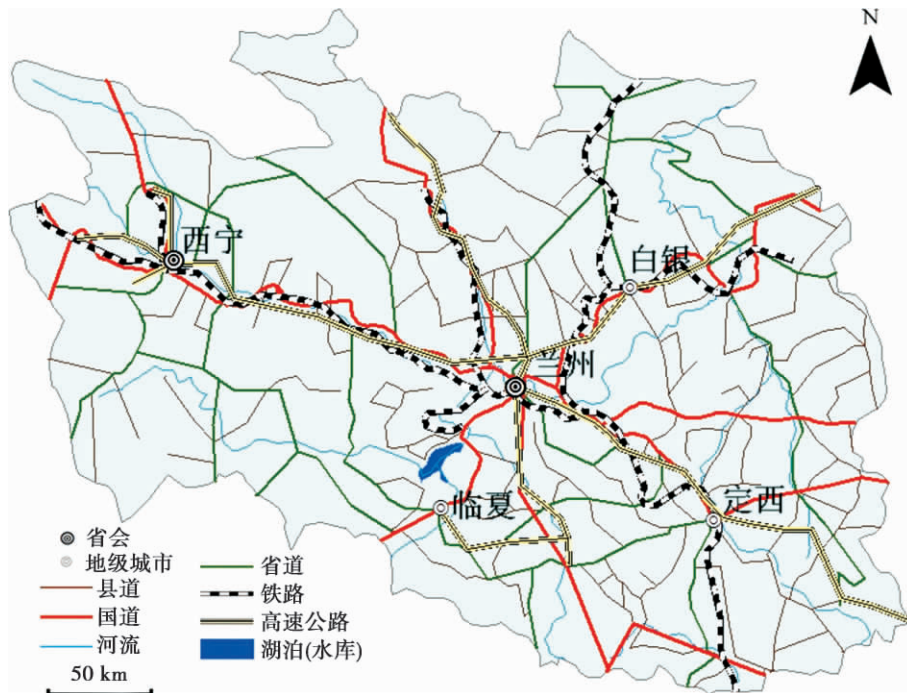 N
西宁
白银
兰州
临夏
定西
省会
地级城市
县道
国道
河流
50 km
省道
铁路
高速公路
湖泊(水库)